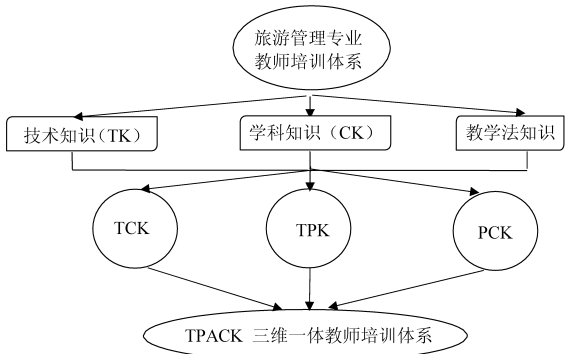 旅游管理专业
教师培训体系
技术知识（TK）
学科知识（CK）
教学法知识
TCK
TPK
PCK
TPACK 三维一体教师培训体系